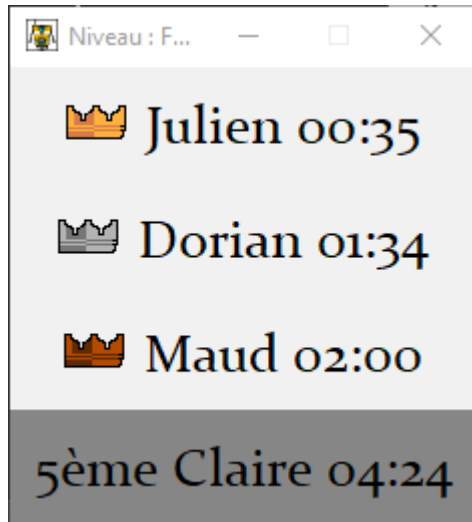 Niveau : F...
Julien 00:35
Dorian 01:34
Maud 02:00
5ème Claire 04:24